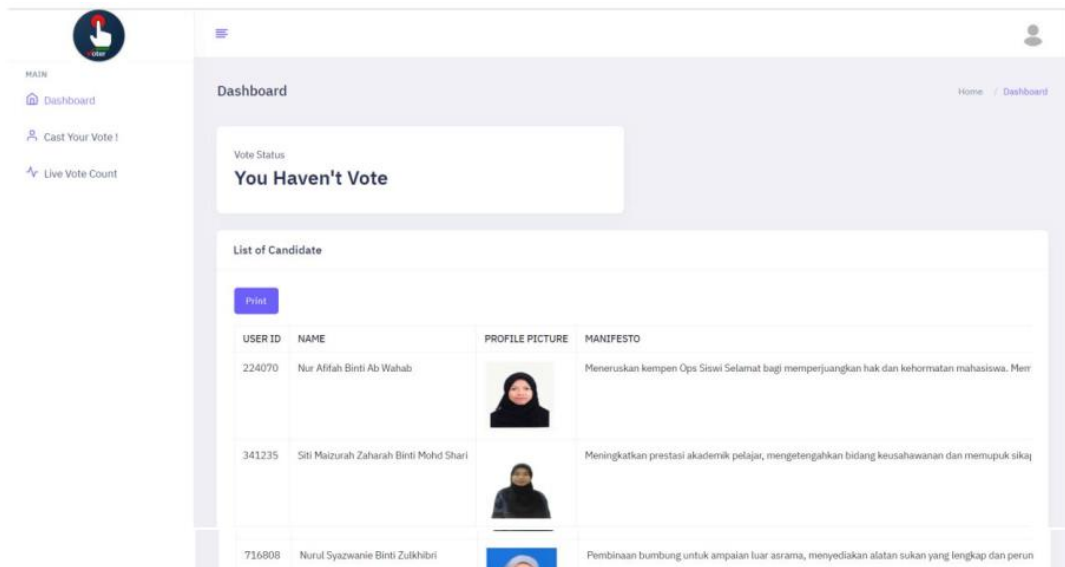 Voter
MAIN
Dashboard
Cast Your Vote !
Live Vote Count
Dashboard
Home / Dashboard
Vote Status
You Haven't Vote
List of Candidate
Print
USER ID NAME PROFILE PICTURE MANIFESTO
224070 Nur Afifah Binti Ab Wahab Meneruskan kempen Ops Siswi Selamat bagi memperjuangkan hak dan kehormatan mahasiswa. Mem
341235 Siti Maizurah Zaharah Binti Mohd Shari Meningkatkan prestasi akademik pelajar, mengetengahkan bidang keusahawanan dan memupuk sikap
716808 Nurul Syazwanie Binti Zulkhibri Pembinaan bumbung untuk ampaian luar asrama, menyediakan alatan sukan yang lengkap dan perun